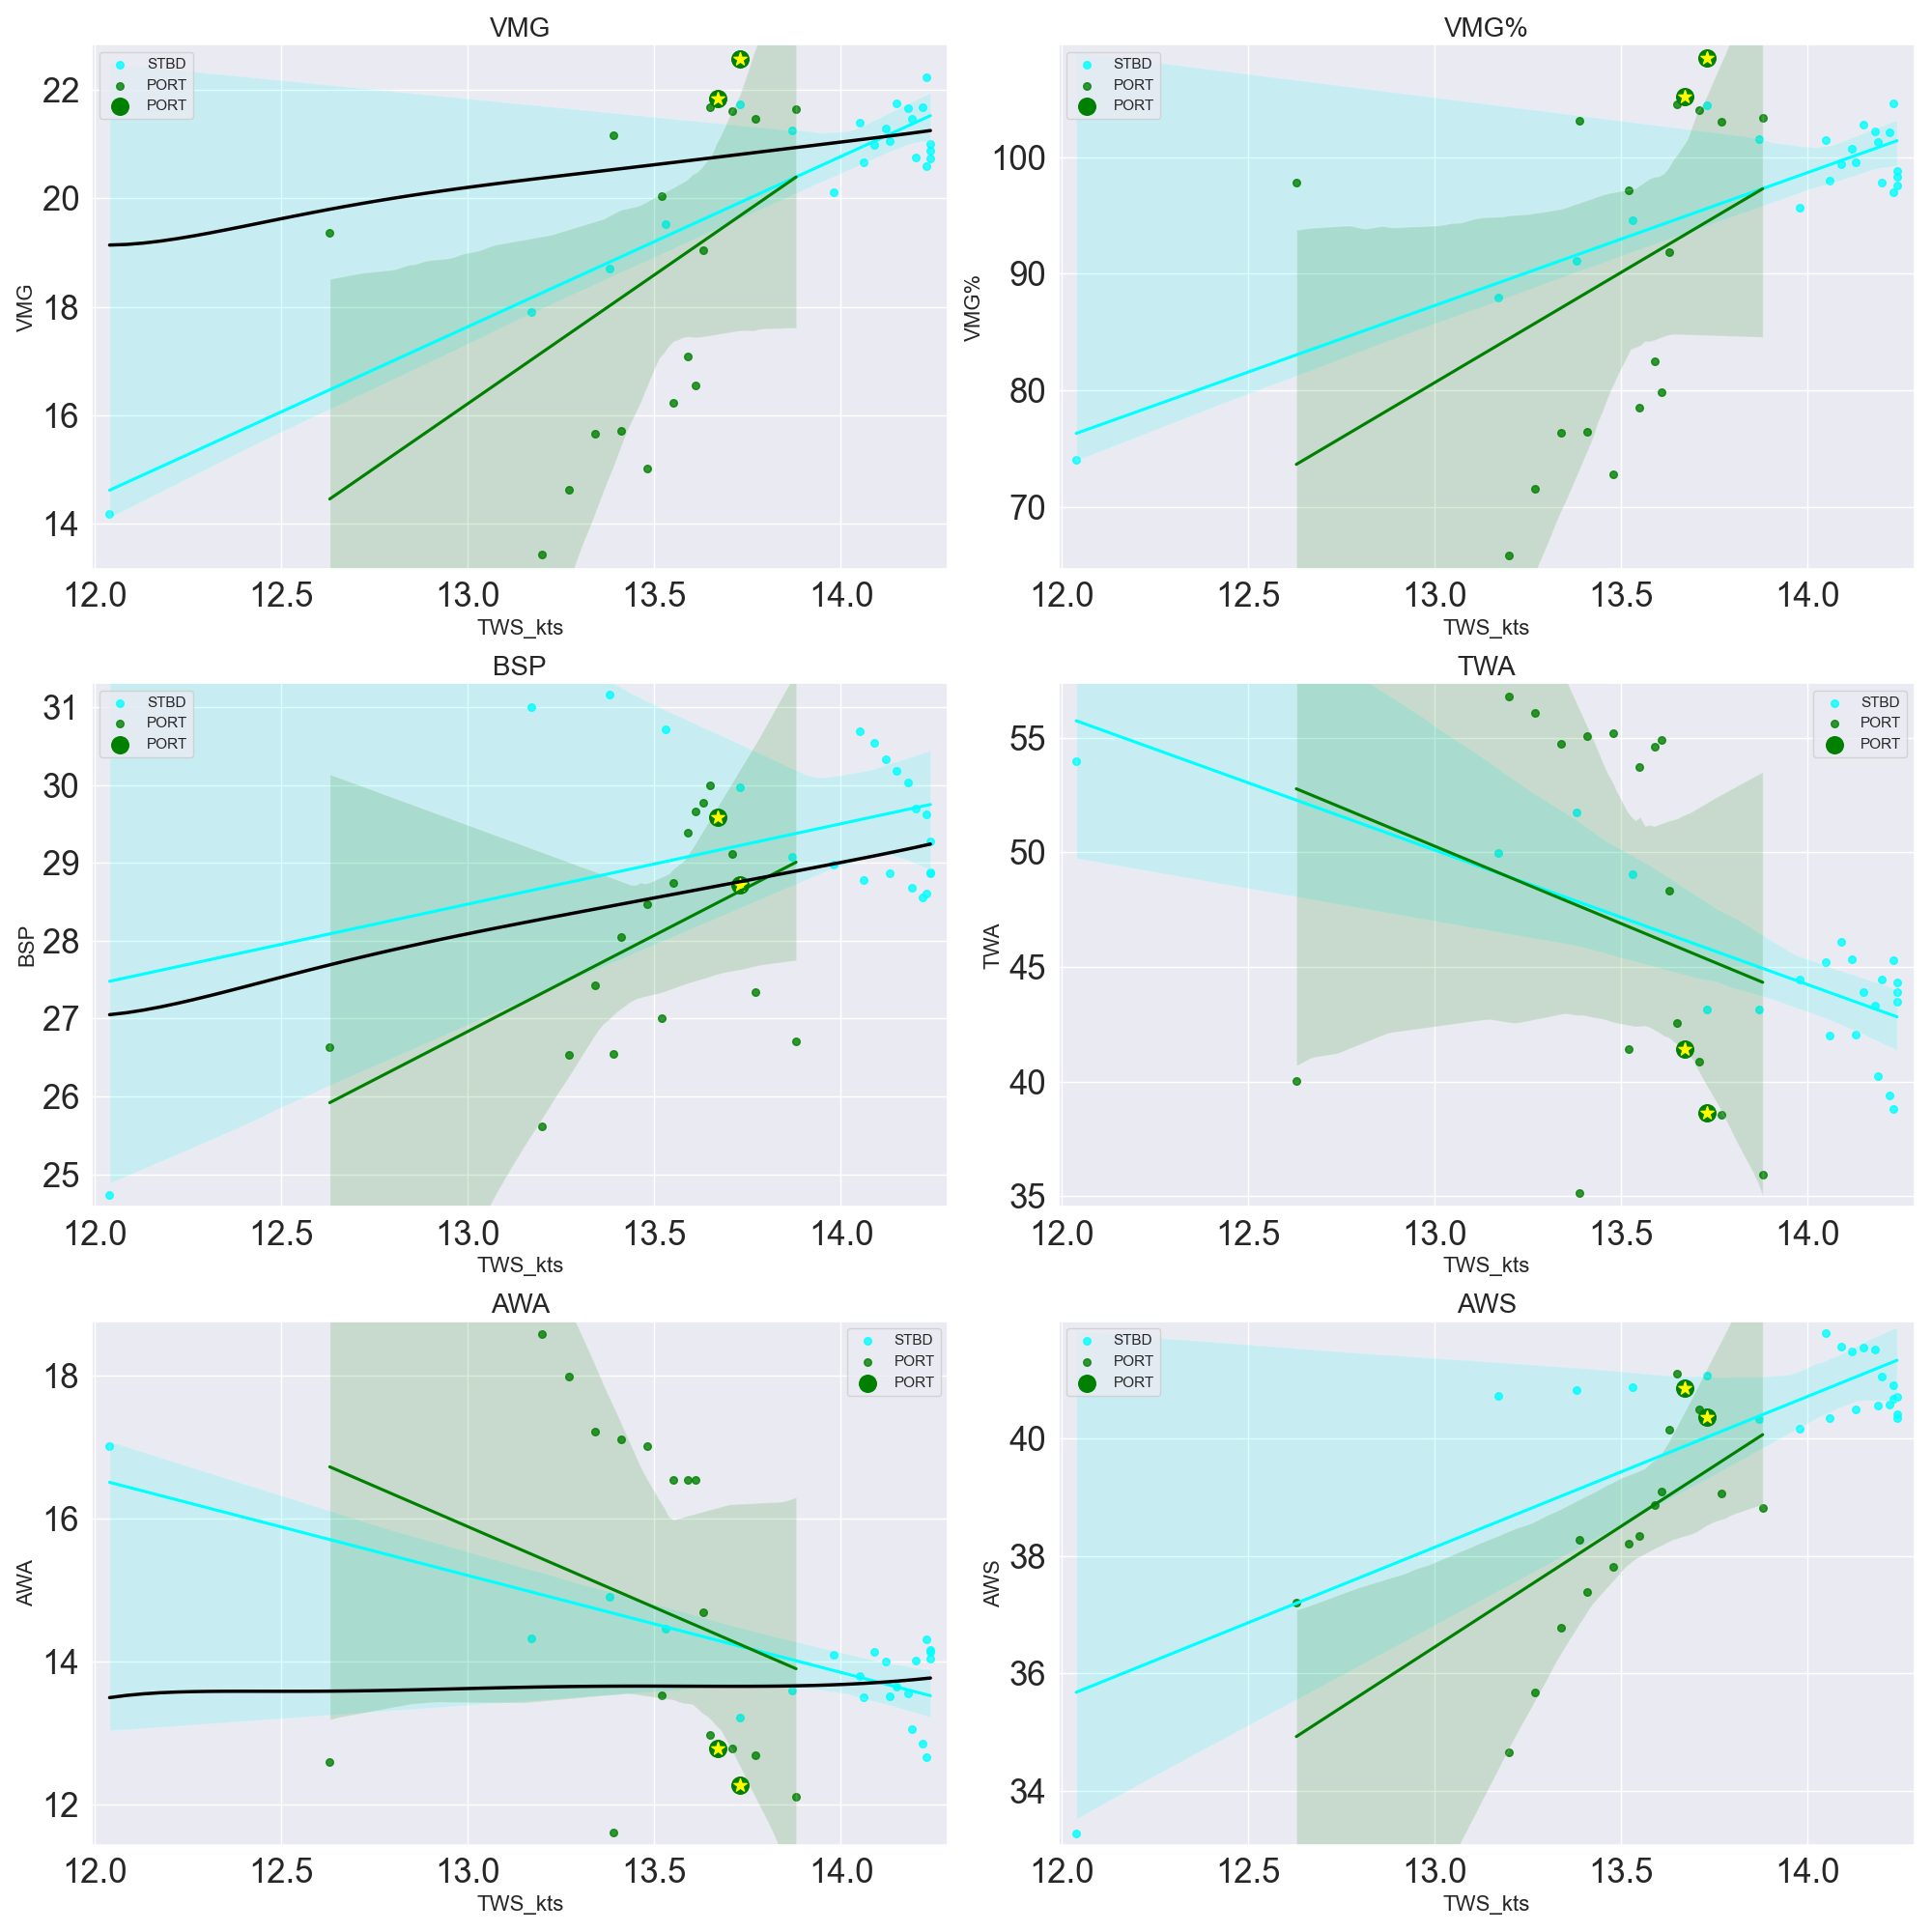 VMG
VMG%
STBD
PORT
PORT
STBD
PORT
PORT
VMG
22
20
18
16
14
VMG%
100
90
80
70
12.0 12.5 13.0 13.5 14.0
12.0 12.5 13.0 13.5 14.0
TWS_kts
TWS_kts
BSP
TWA
STBD
PORT
PORT
STBD
PORT
PORT
BSP
31
30
29
28
27
26
25
TWA
55
50
45
40
35
12.0 12.5 13.0 13.5 14.0
12.0 12.5 13.0 13.5 14.0
TWS_kts
TWS_kts
AWA
AWS
STBD
PORT
PORT
STBD
PORT
PORT
AWA
18
16
14
12
AWS
40
38
36
34
12.0 12.5 13.0 13.5 14.0
12.0 12.5 13.0 13.5 14.0
TWS_kts
TWS_kts